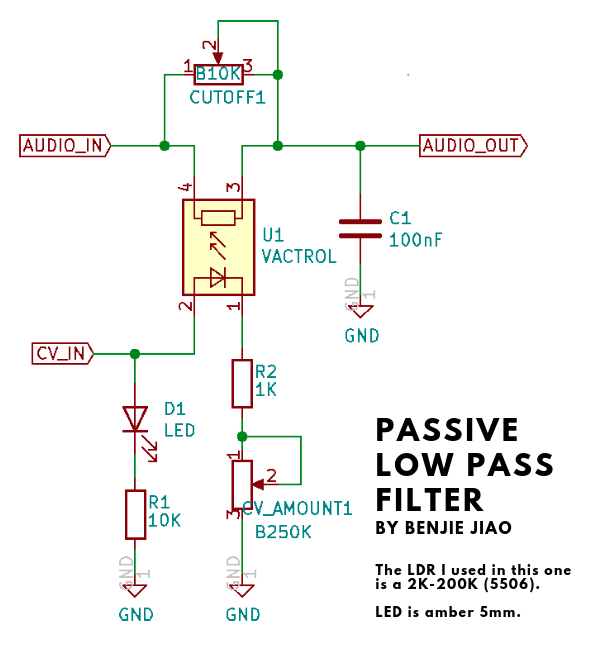 2
1 B10K 3
CUTOFF1
AUDIO_IN
AUDIO_OUT
4 3
U1
VACTROL
C1
100nF
2 1
GND 1
GND
CV_IN
R2
1K
D1
LED
1
2
CV_AMOUNT1
3
B250K
R1
10K
GND 1
GND
GND 1
GND
PASSIVE
LOW PASS
FILTER
BY BENJIE JIAO
The LDR I used in this one
is a 2K-200K (5506).
LED is amber 5mm.